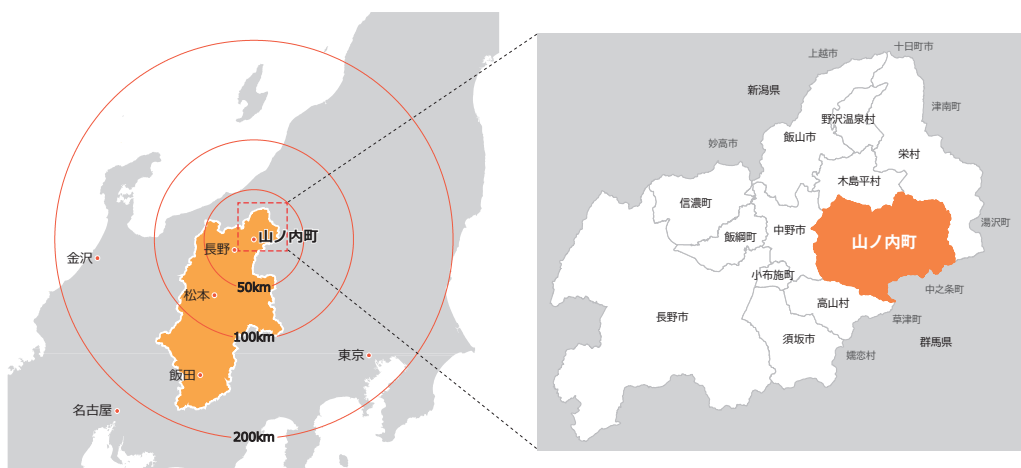 金沢
長野
山ノ内町
松本
50km
100km
飯田
東京
名古屋
200km
上越市
十日町市
新潟県
津南町
野沢温泉村
妙高市
飯山市
栄村
木島平村
信濃町
湯沢町
中野市
飯綱町
山ノ内町
小布施町
中之条町
高山村
長野市
草津町
須坂市
群馬県
嬬恋村